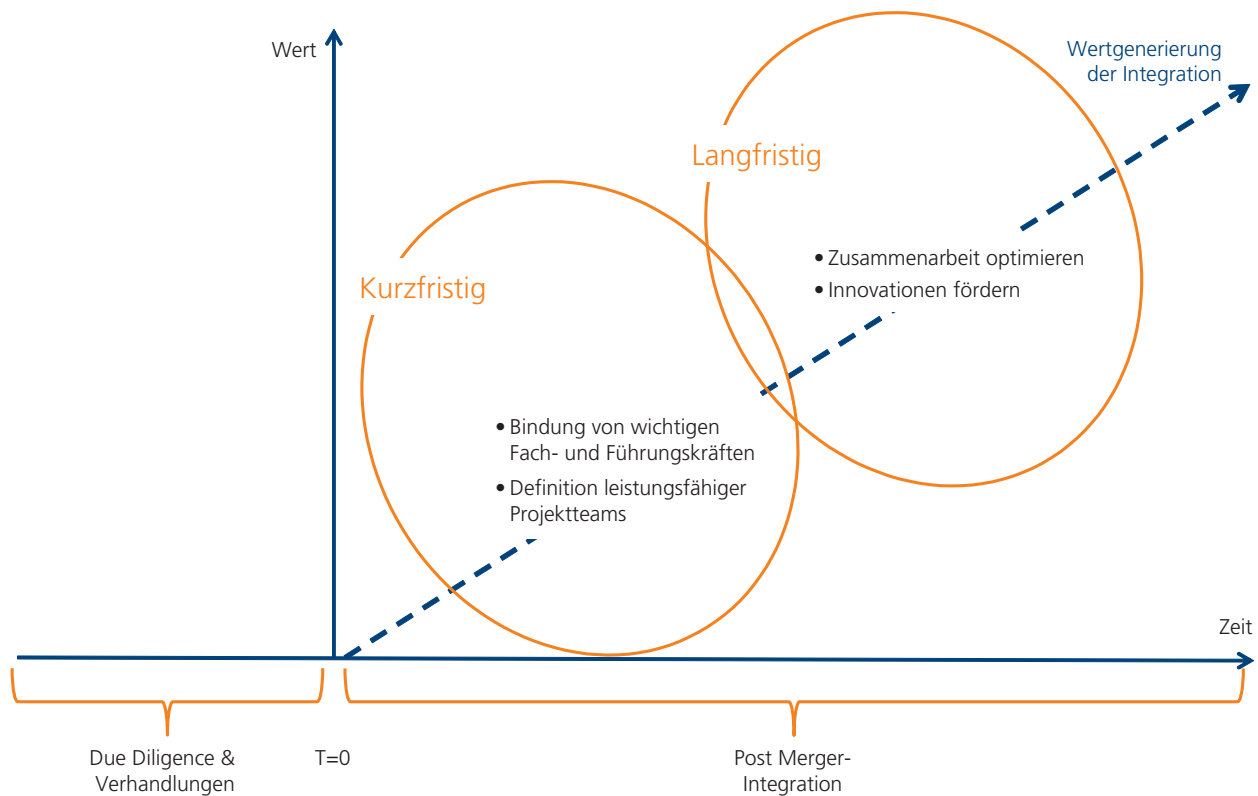 Wert
Wertgenerierung
der Integration
Langfristig
• Zusammenarbeit optimieren
• Innovationen fördern
Kurzfristig
• Bindung von wichtigen
Fach- und Führungskräften
• Definition leistungsfähiger
Projektteams
Zeit
Due Diligence &
Verhandlungen
T=0
Post Merger-
Integration